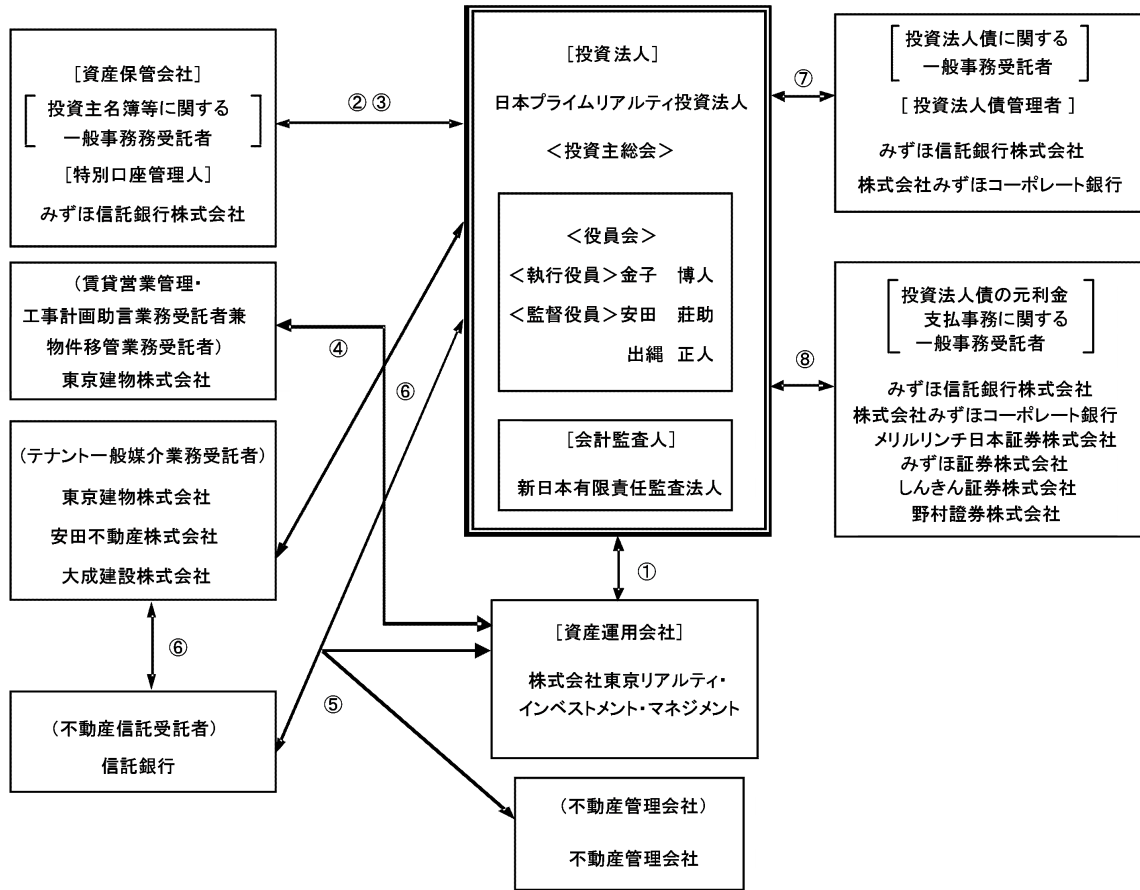 [資産保管会社]
投資主名簿等に関する
一般事務務受託者
[特別口座管理人]
みずほ信託銀行株式会社
②③
(賃貸営業管理・
工事計画助言業務受託者兼
物件移管業務受託者)
東京建物株式会社
④
(テナント一般媒介業務受託者)
東京建物株式会社
安田不動産株式会社
大成建設株式会社
⑥
⑥
(不動産信託受託者)
信託銀行
⑤
[投資法人]
日本プライムリアルティ投資法人
<投資主総会>
<役員会>
<執行役員>金子 博人
<監督役員>安田 莊助
出縄 正人
[会計監査人]
新日本有限責任監査法人
①
[資産運用会社]
株式会社東京リアルティ・
インベストメント・マネジメント
(不動産管理会社)
不動産管理会社
⑦
投資法人債に関する
一般事務受託者
[投資法人債管理者]
みずほ信託銀行株式会社
株式会社みずほコーポレート銀行
⑧
投資法人債の元利金
支払事務に関する
一般事務受託者
みずほ信託銀行株式会社
株式会社みずほコーポレート銀行
メリルリンチ日本証券株式会社
みずほ証券株式会社
しんきん証券株式会社
野村證券株式会社